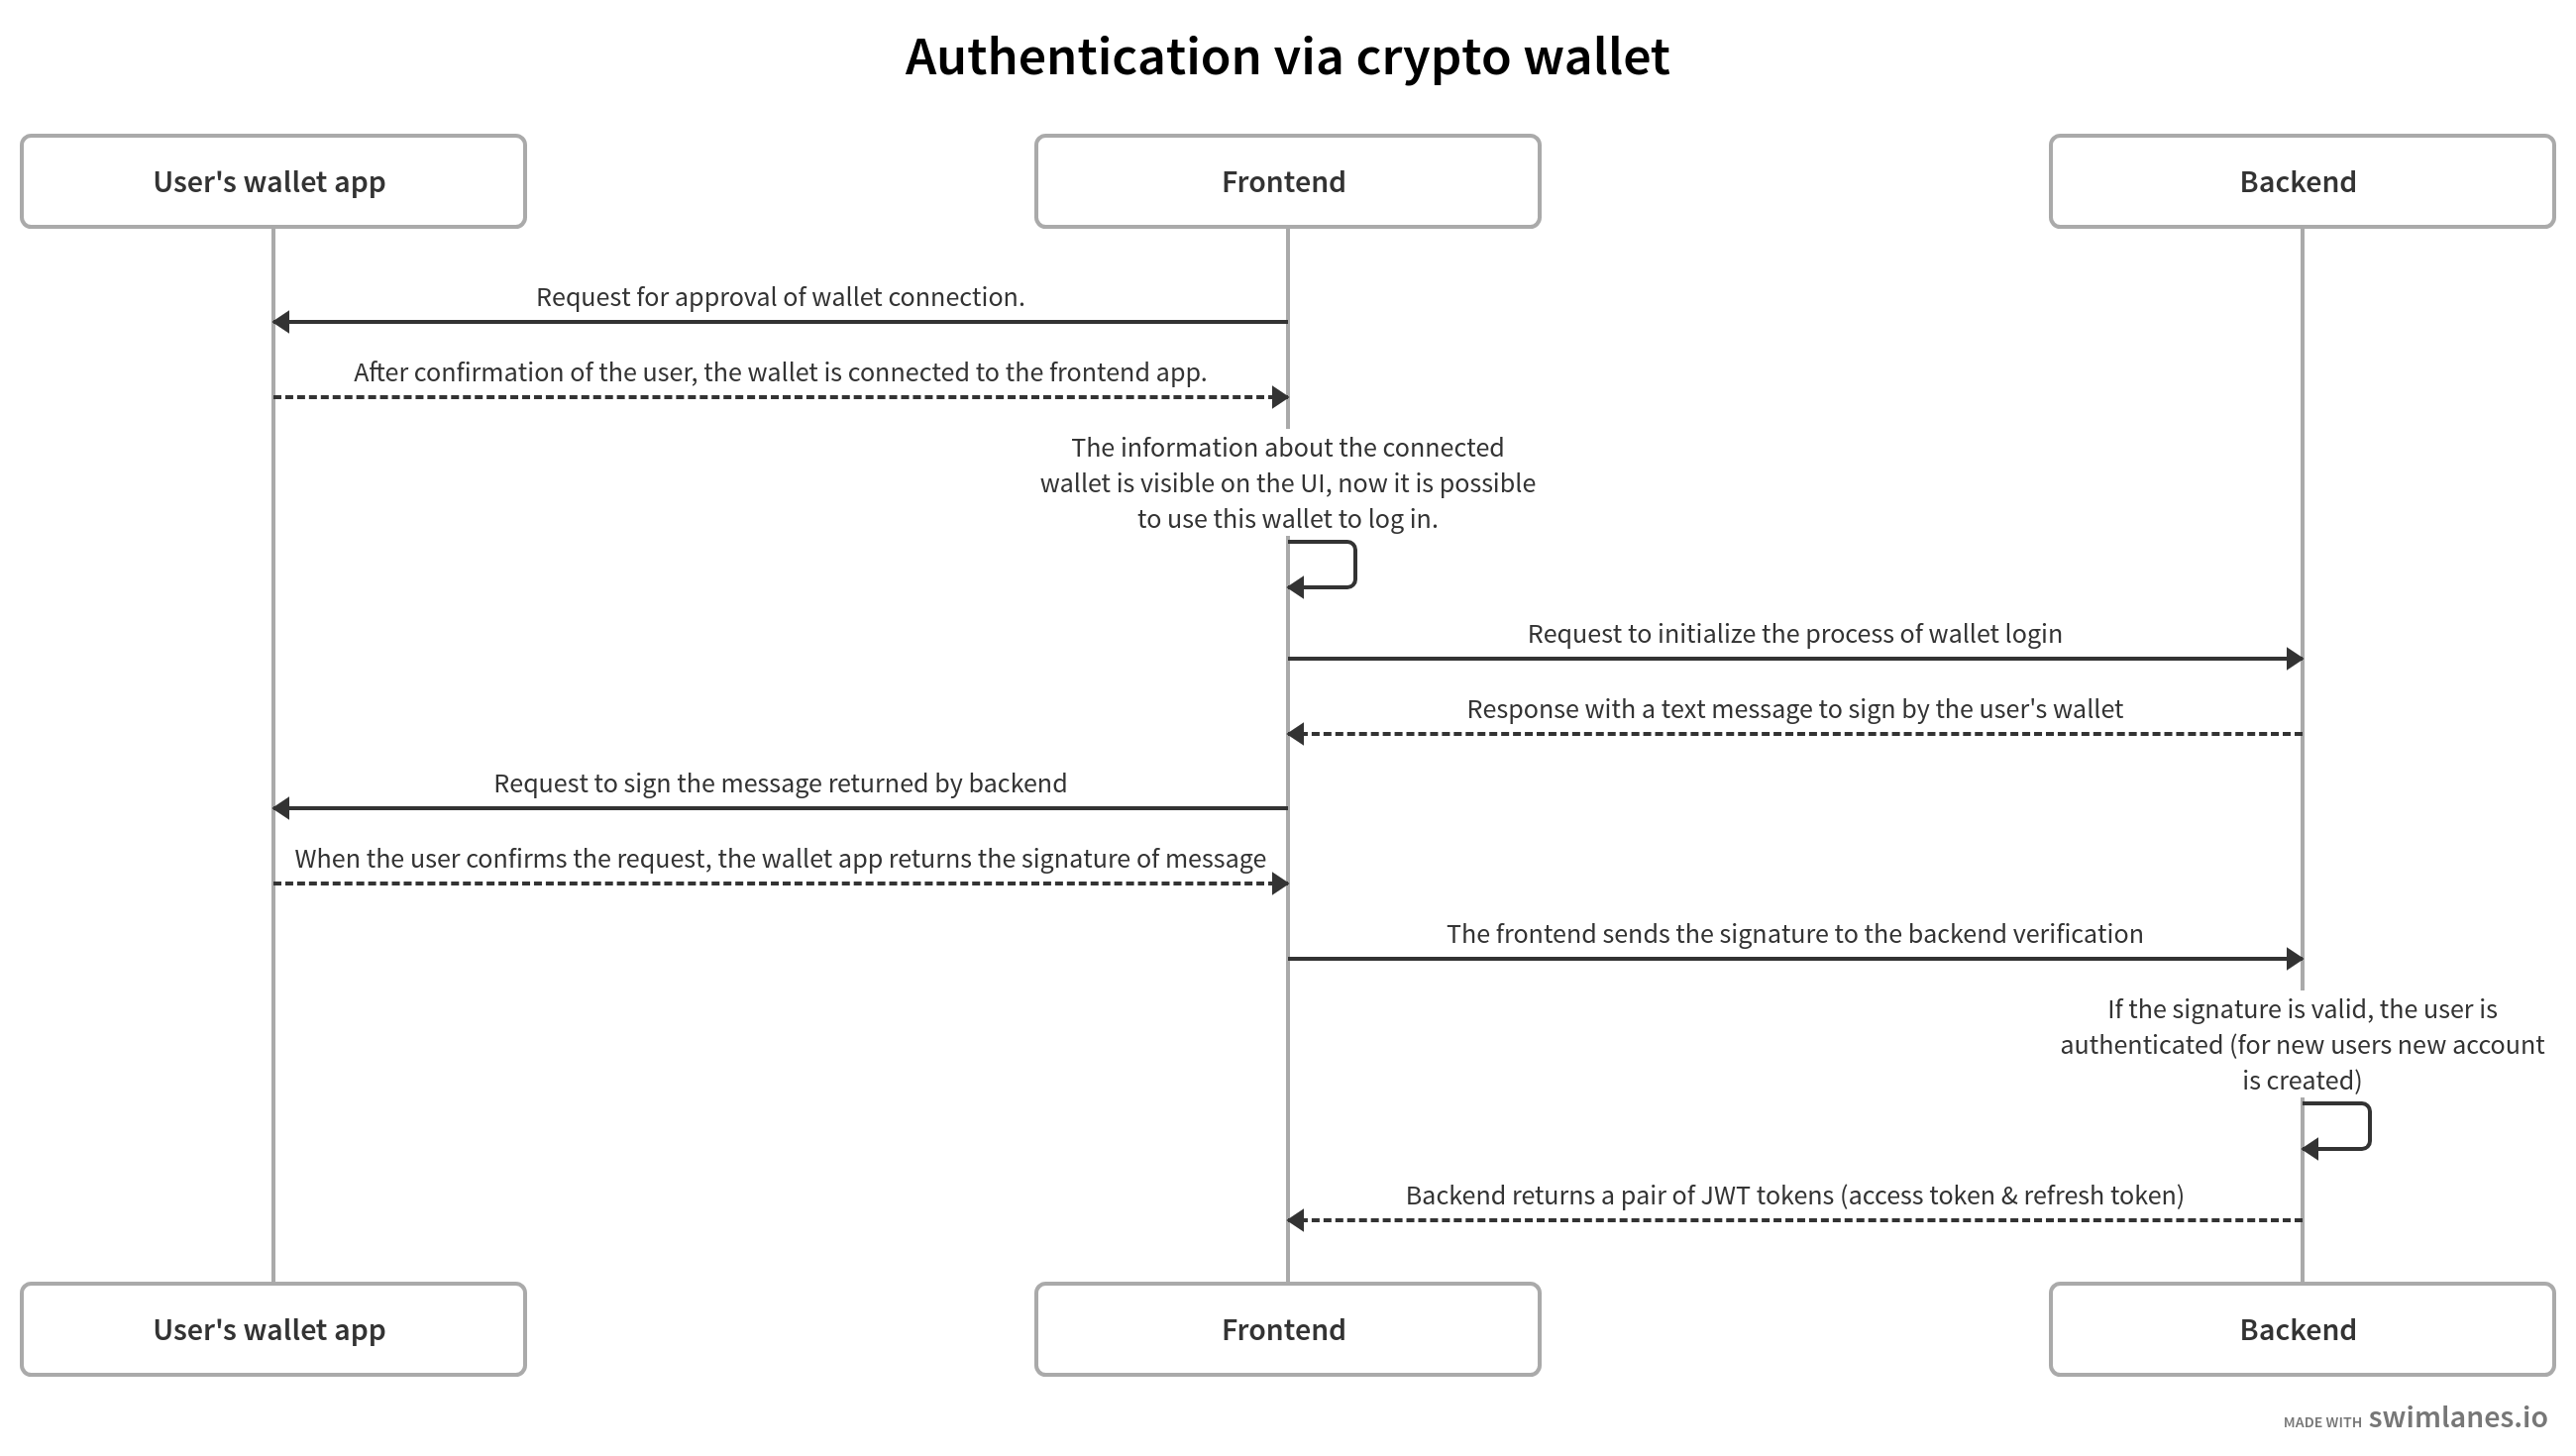 Authentication via crypto wallet
User's wallet app
Frontend
Backend
Request for approval of wallet connection.
After confirmation of the user, the wallet is connected to the frontend app.
The information about the connected
wallet is visible on the UI, now it is possible
to use this wallet to log in.
Request to initialize the process of wallet login
Response with a text message to sign by the user's wallet
Request to sign the message returned by backend
When the user confirms the request, the wallet app returns the signature of message
The frontend sends the signature to the backend verification
If the signature is valid, the user is
authenticated (for new users new account
is created)
Backend returns a pair of JWT tokens (access token & refresh token)
User's wallet app
Frontend
Backend
MADE WITH swimlanes.io